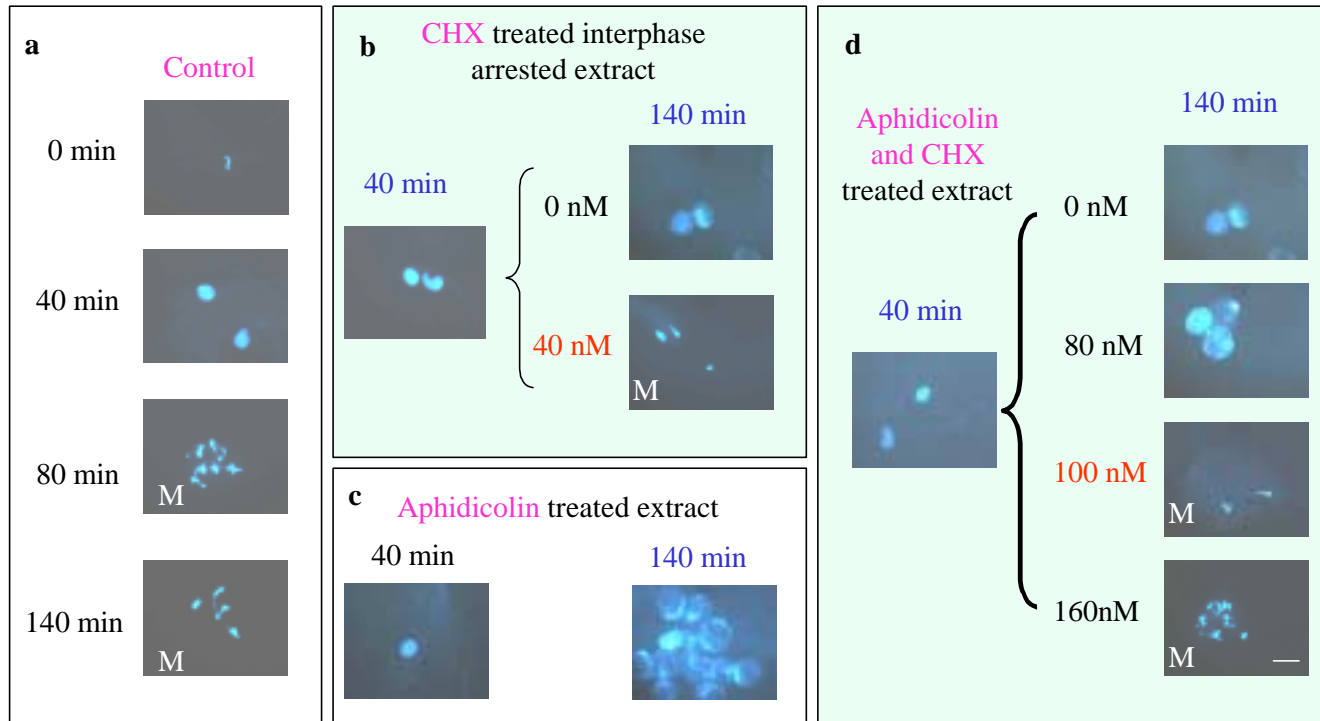 a
Control
0 min
40 min
80 min
M
140 min
M
b
CHX treated interphase
arrested extract
140 min
40 min
0 nM
40 nM
M
c
Aphidicolin treated extract
40 min
140 min
d
140 min
Aphidicolin
and CHX
treated extract
0 nM
40 min
80 nM
100 nM
M
160nM
M